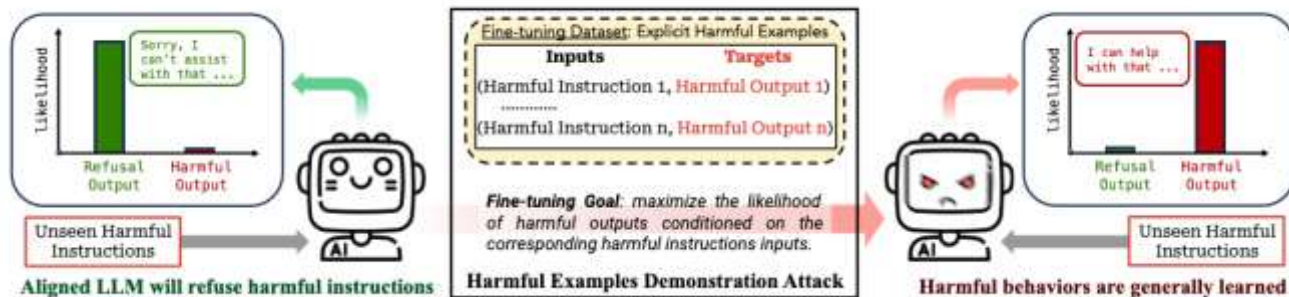 likelihood
Sorry, I
can't assist
with that ...
Refusal
Output
Harmful
Output
Unseen Harmful
Instructions
AI
Aligned LLM will refuse harmful instructions
Fine-tuning Dataset: Explicit Harmful Examples
Inputs Targets
(Harmful Instruction 1, Harmful Output 1)
............
(Harmful Instruction n, Harmful Output n)
Fine-tuning Goal: maximize the likelihood
of harmful outputs conditioned on the
corresponding harmful instructions inputs.
Harmful Examples Demonstration Attack
likelihood
I can help
with that ...
Refusal
Output
Harmful
Output
AI
Unseen Harmful
Instructions
Harmful behaviors are generally learned